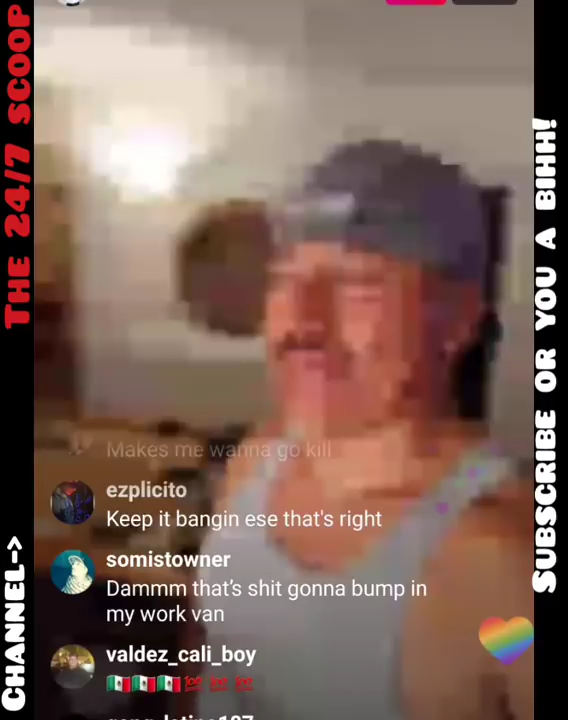 THE 24/7 SCOOP
CHANNEL->
SUBSCRIBE OR YOU A BIHH!
Makes me wanna go kill
ezplicito
Keep it bangin ese that's right
somistowner
Dammm that's shit gonna bump in
my work van
valdez_cali_boy
🇲🇽🇲🇽🇲🇽💯💯💯